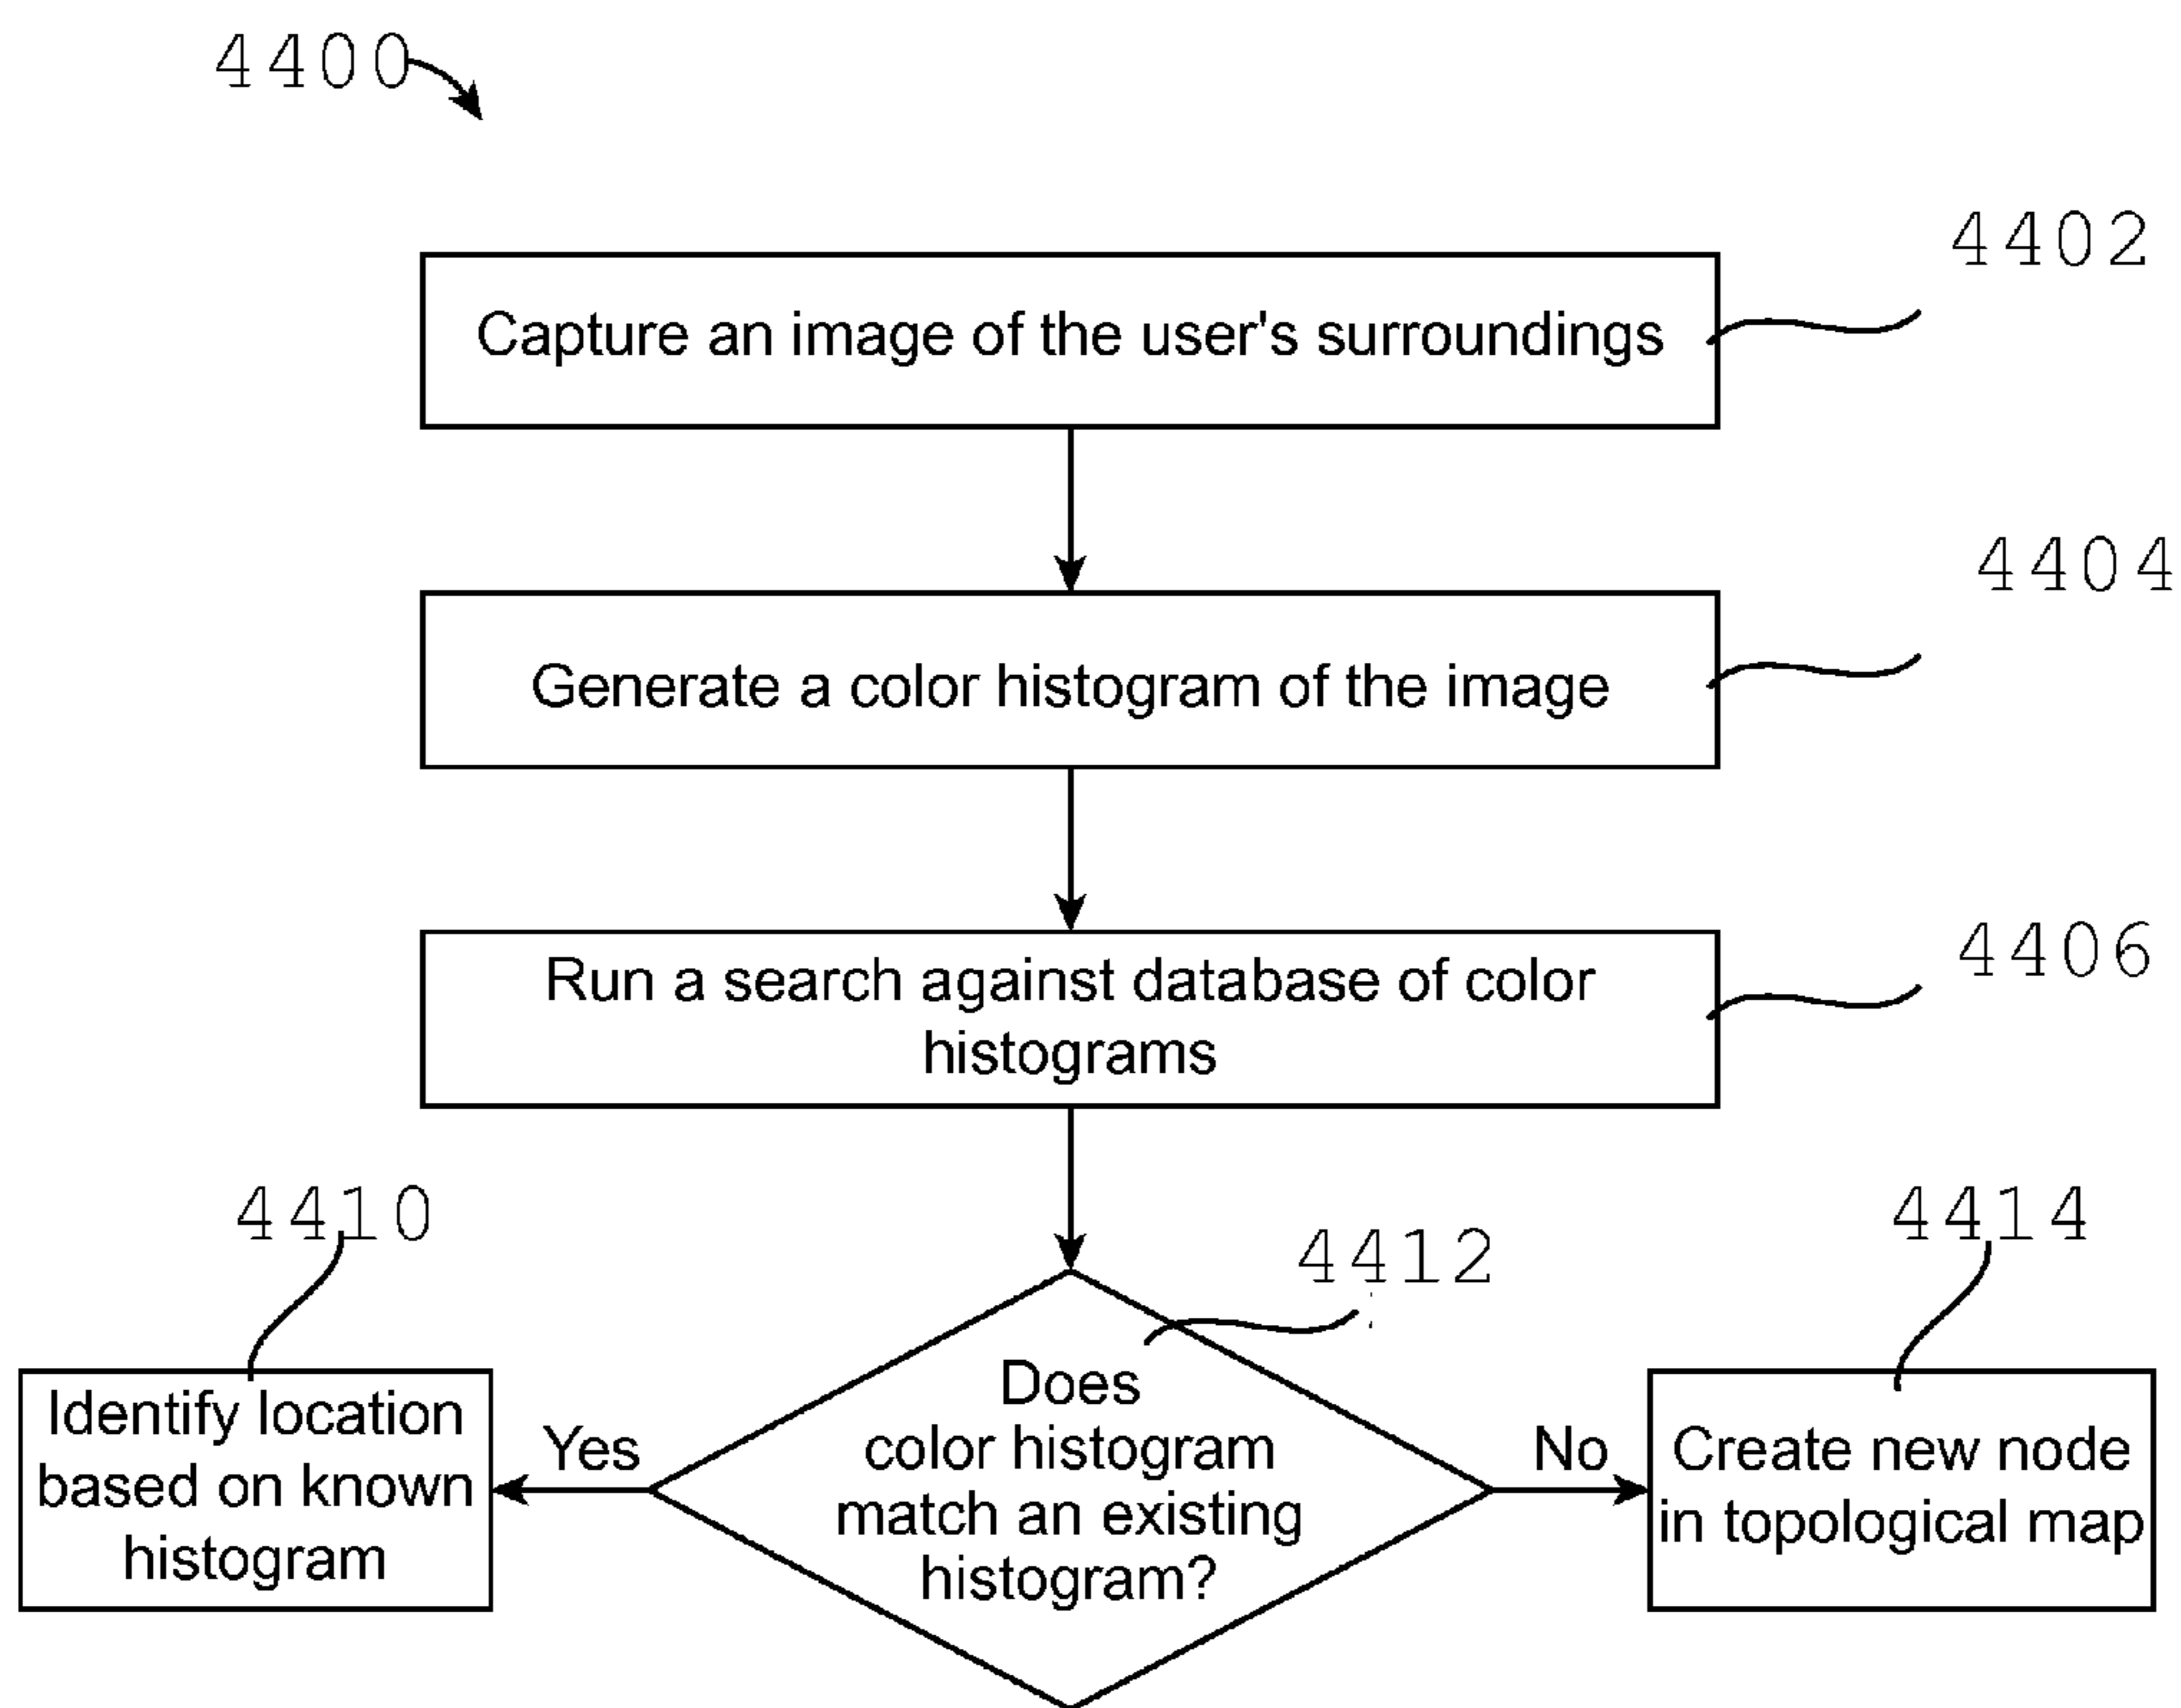 4400
4402
Capture an image of the user's surroundings
4404
Generate a color histogram of the image
4406
Run a search against database of color
histograms
4410
4412
4414
Identify location
based on known
histogram
Yes
Does
color histogram
match an existing
histogram?
No
Create new node
in topological map